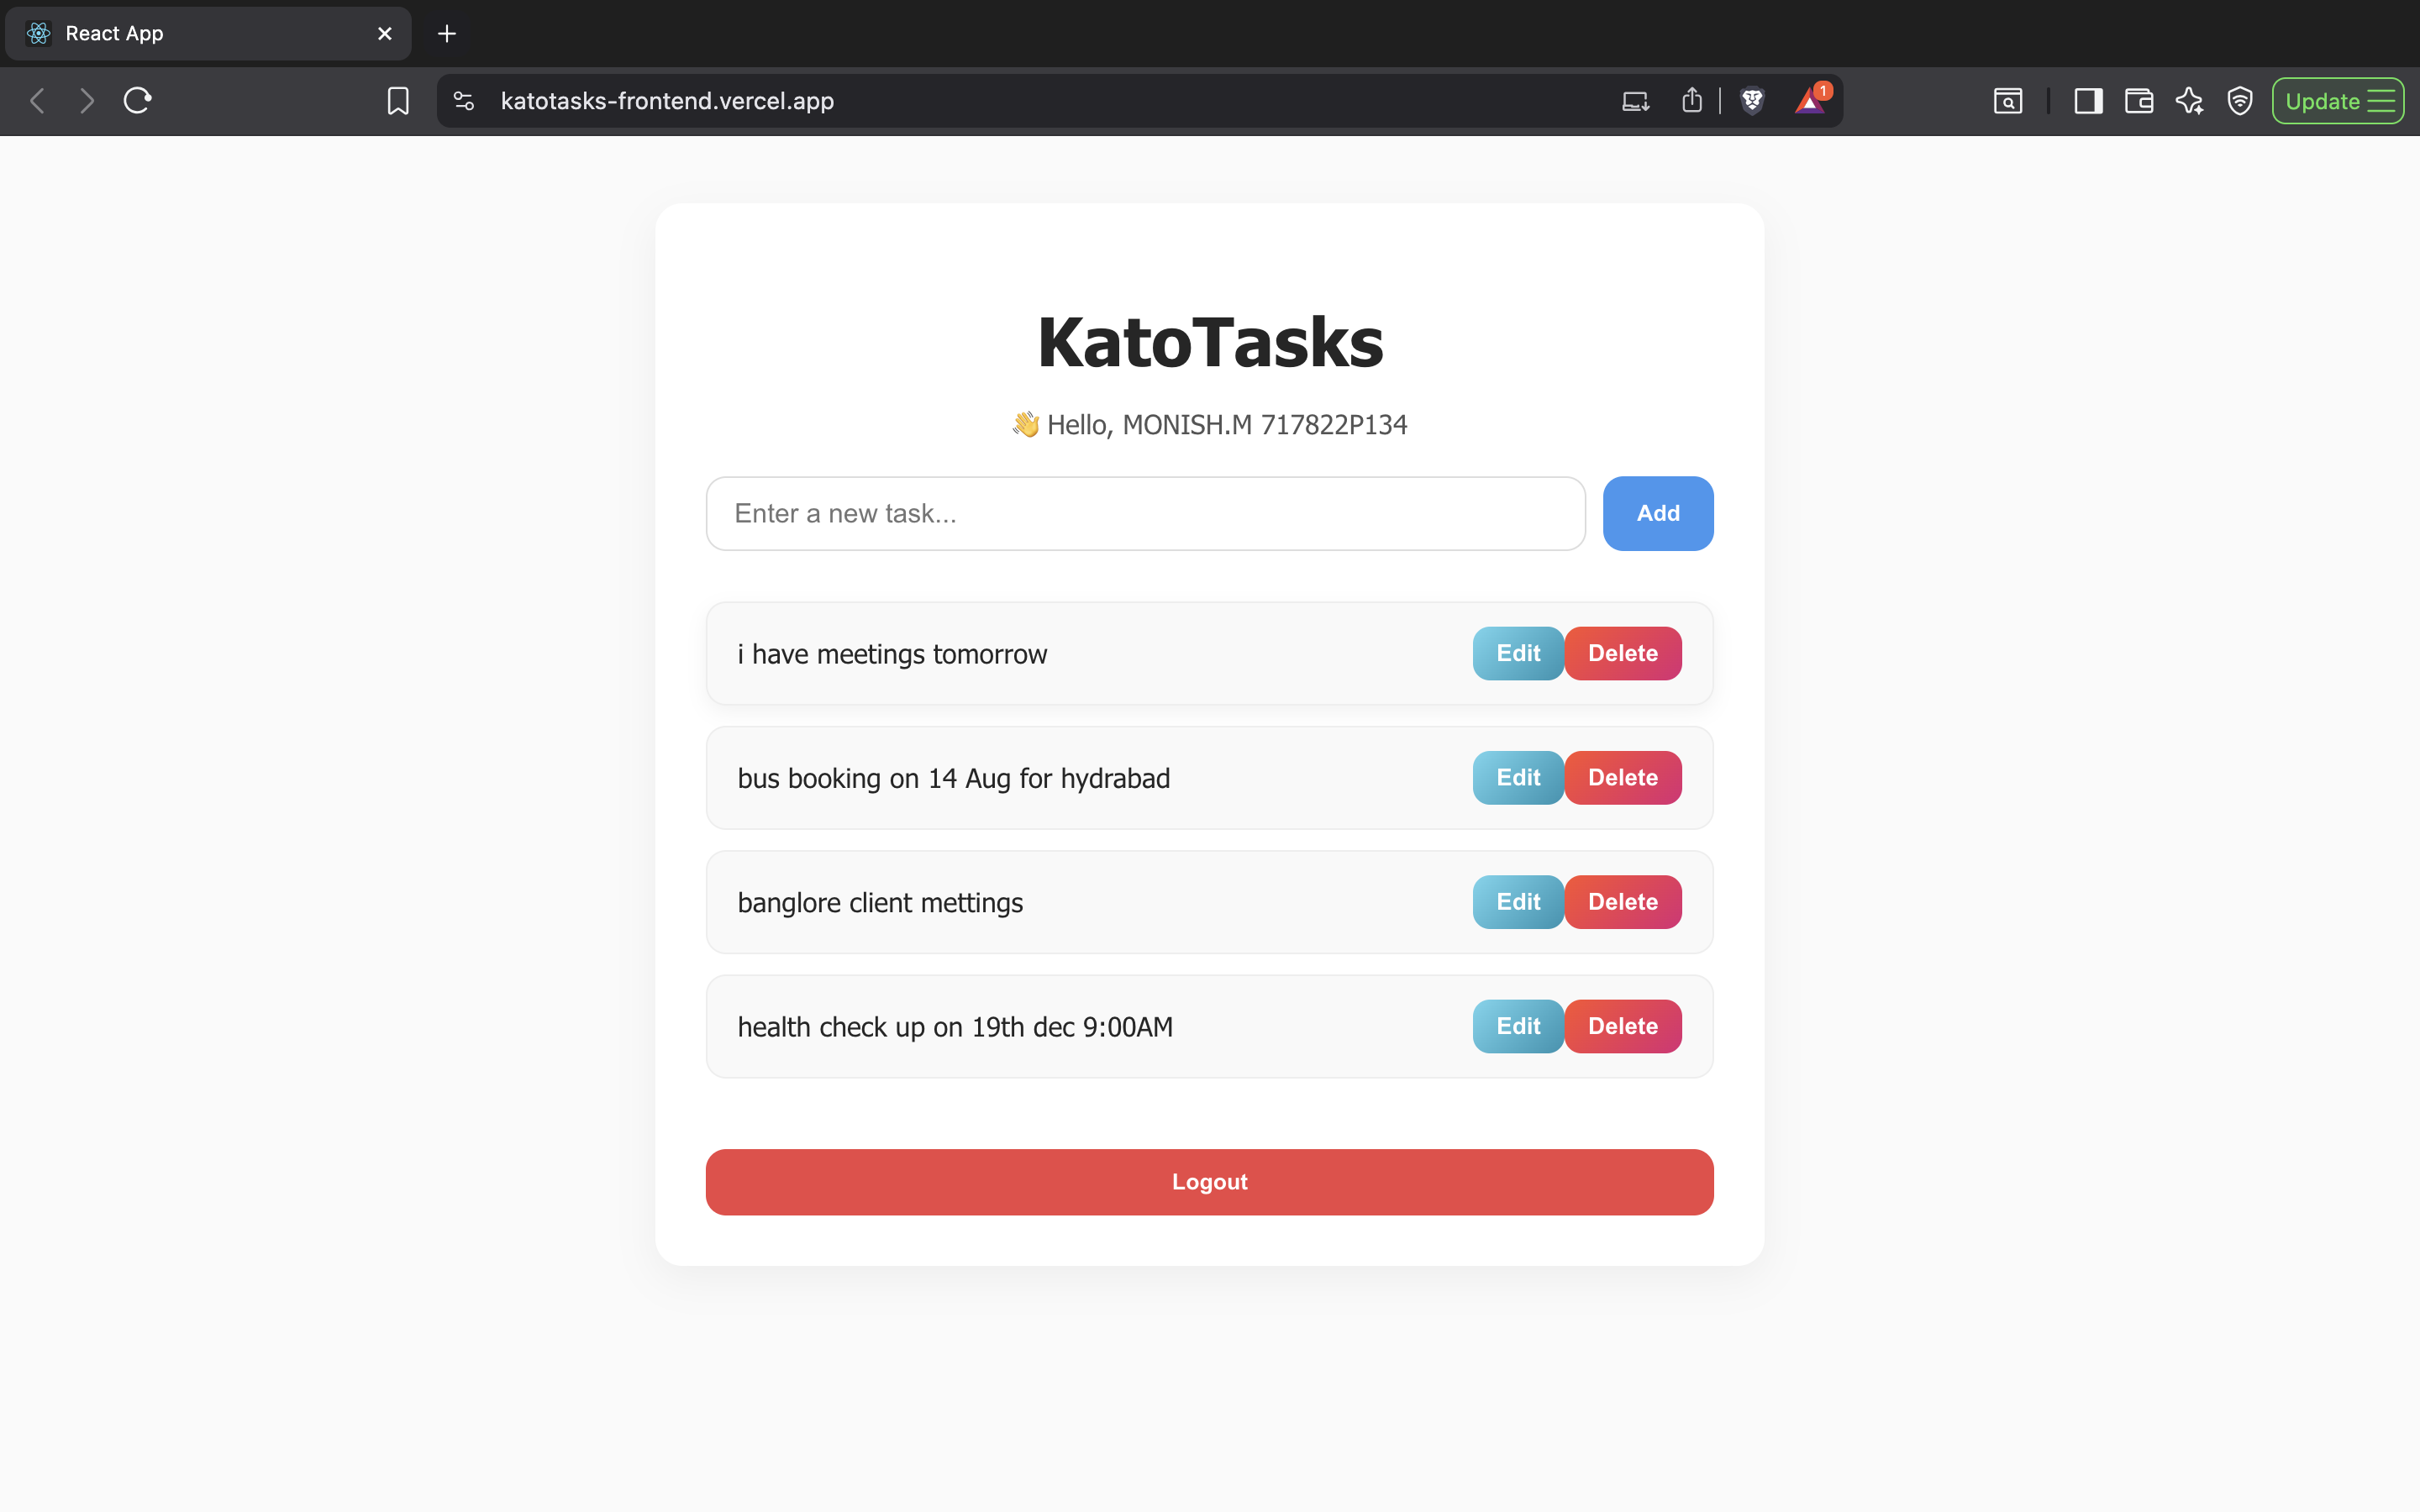 React App
katotasks-frontend.vercel.app
1
Update
KatoTasks
👋 Hello, MONISH.M 717822P134
Enter a new task...
Add
i have meetings tomorrow
Edit
Delete
bus booking on 14 Aug for hydrabad
Edit
Delete
banglore client mettings
Edit
Delete
health check up on 19th dec 9:00AM
Edit
Delete
Logout